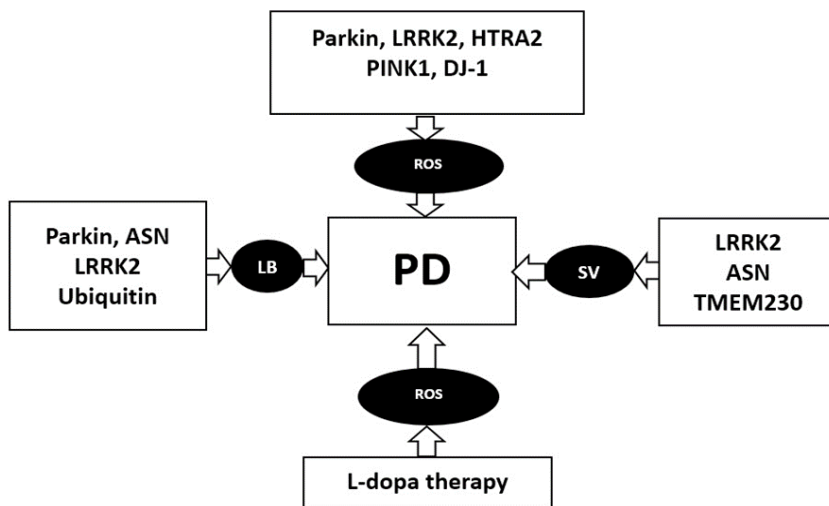 Parkin, LRRK2, HTRA2
PINK1, DJ-1
ROS
Parkin, ASN
LRRK2
Ubiquitin
LB
PD
SV
LRRK2
ASN
TMEM230
ROS
L-dopa therapy